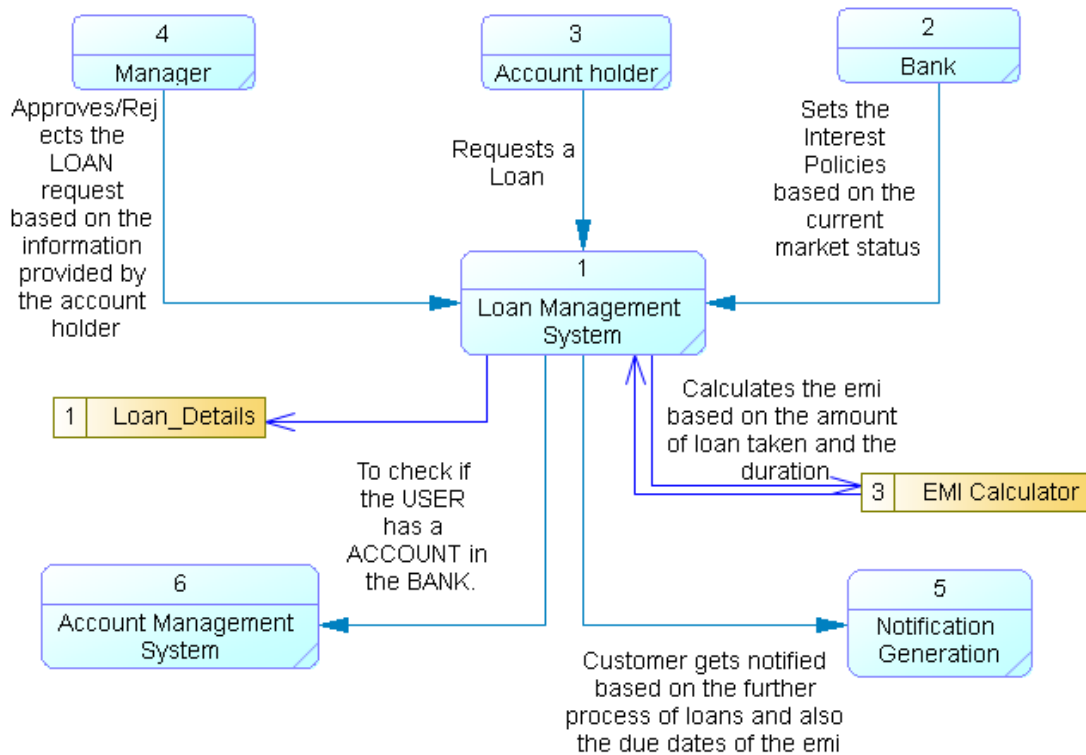 4
Manager
3
Account holder
2
Bank
Approves/Rej
ects the
LOAN
request
based on the
information
provided by
the account
holder
Requests a
Loan
Sets the
Interest
Policies
based on the
current
market status
1
Loan Management
System
1 Loan_Details
Calculates the emi
based on the amount
of loan taken and the
duration
3 EMI Calculator
To check if
the USER
has a
ACCOUNT in
the BANK.
6
Account Management
System
5
Notification
Generation
Customer gets notified
based on the further
process of loans and also
the due dates of the emi